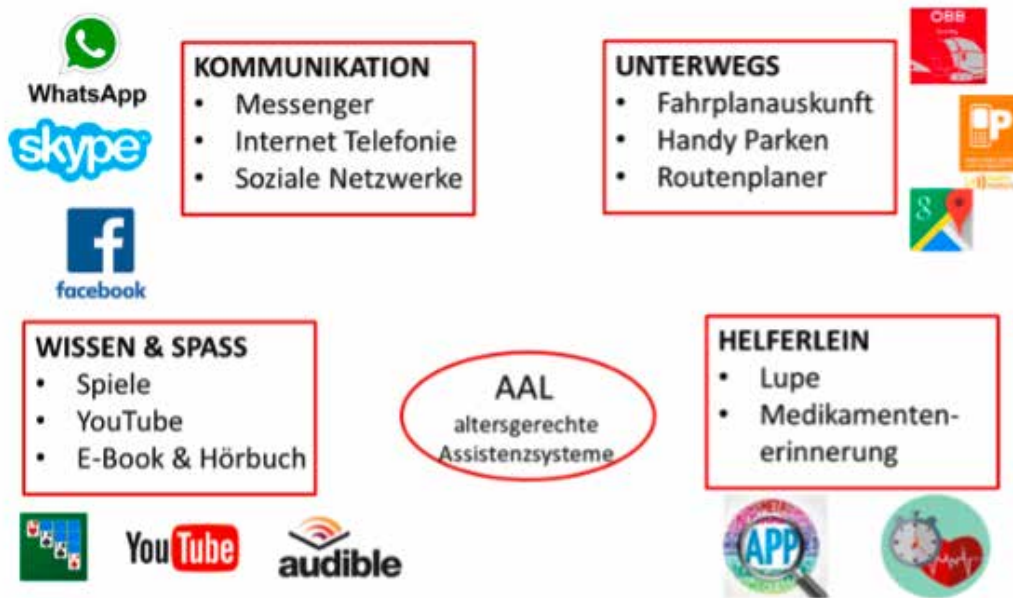 WhatsApp
skype
facebook
KOMMUNIKATION
• Messenger
• Internet Telefonie
• Soziale Netzwerke
UNTERWEGS
• Fahrplanauskunft
• Handy Parken
• Routenplaner
ÖBB
P
8
WISSEN & SPASS
• Spiele
• YouTube
• E-Book & Hörbuch
AAL
altersgerechte
Assistenzsysteme
HELFERLEIN
• Lupe
• Medikamenten-
erinnerung
YouTube
audible
APP